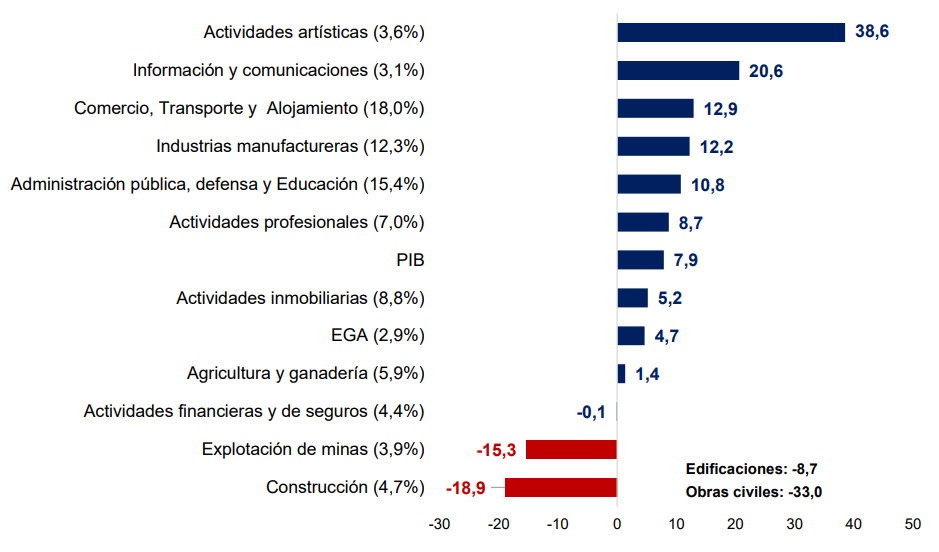 Actividades artísticas (3,6%) 38,6
Información y comunicaciones (3,1%) 20,6
Comercio, Transporte y Alojamiento (18,0%) 12,9
Industrias manufactureras (12,3%) 12,2
Administración pública, defensa y Educación (15,4%) 10,8
Actividades profesionales (7,0%) 8,7
PIB 7,9
Actividades inmobiliarias (8,8%) 5,2
EGA (2,9%) 4,7
Agricultura y ganadería (5,9%) 1,4
Actividades financieras y de seguros (4,4%) -0,1
Explotación de minas (3,9%) -15,3
Edificaciones: -8,7
Construcción (4,7%) -18,9
Obras civiles: -33,0
-30 -20 -10 0 10 20 30 40 50